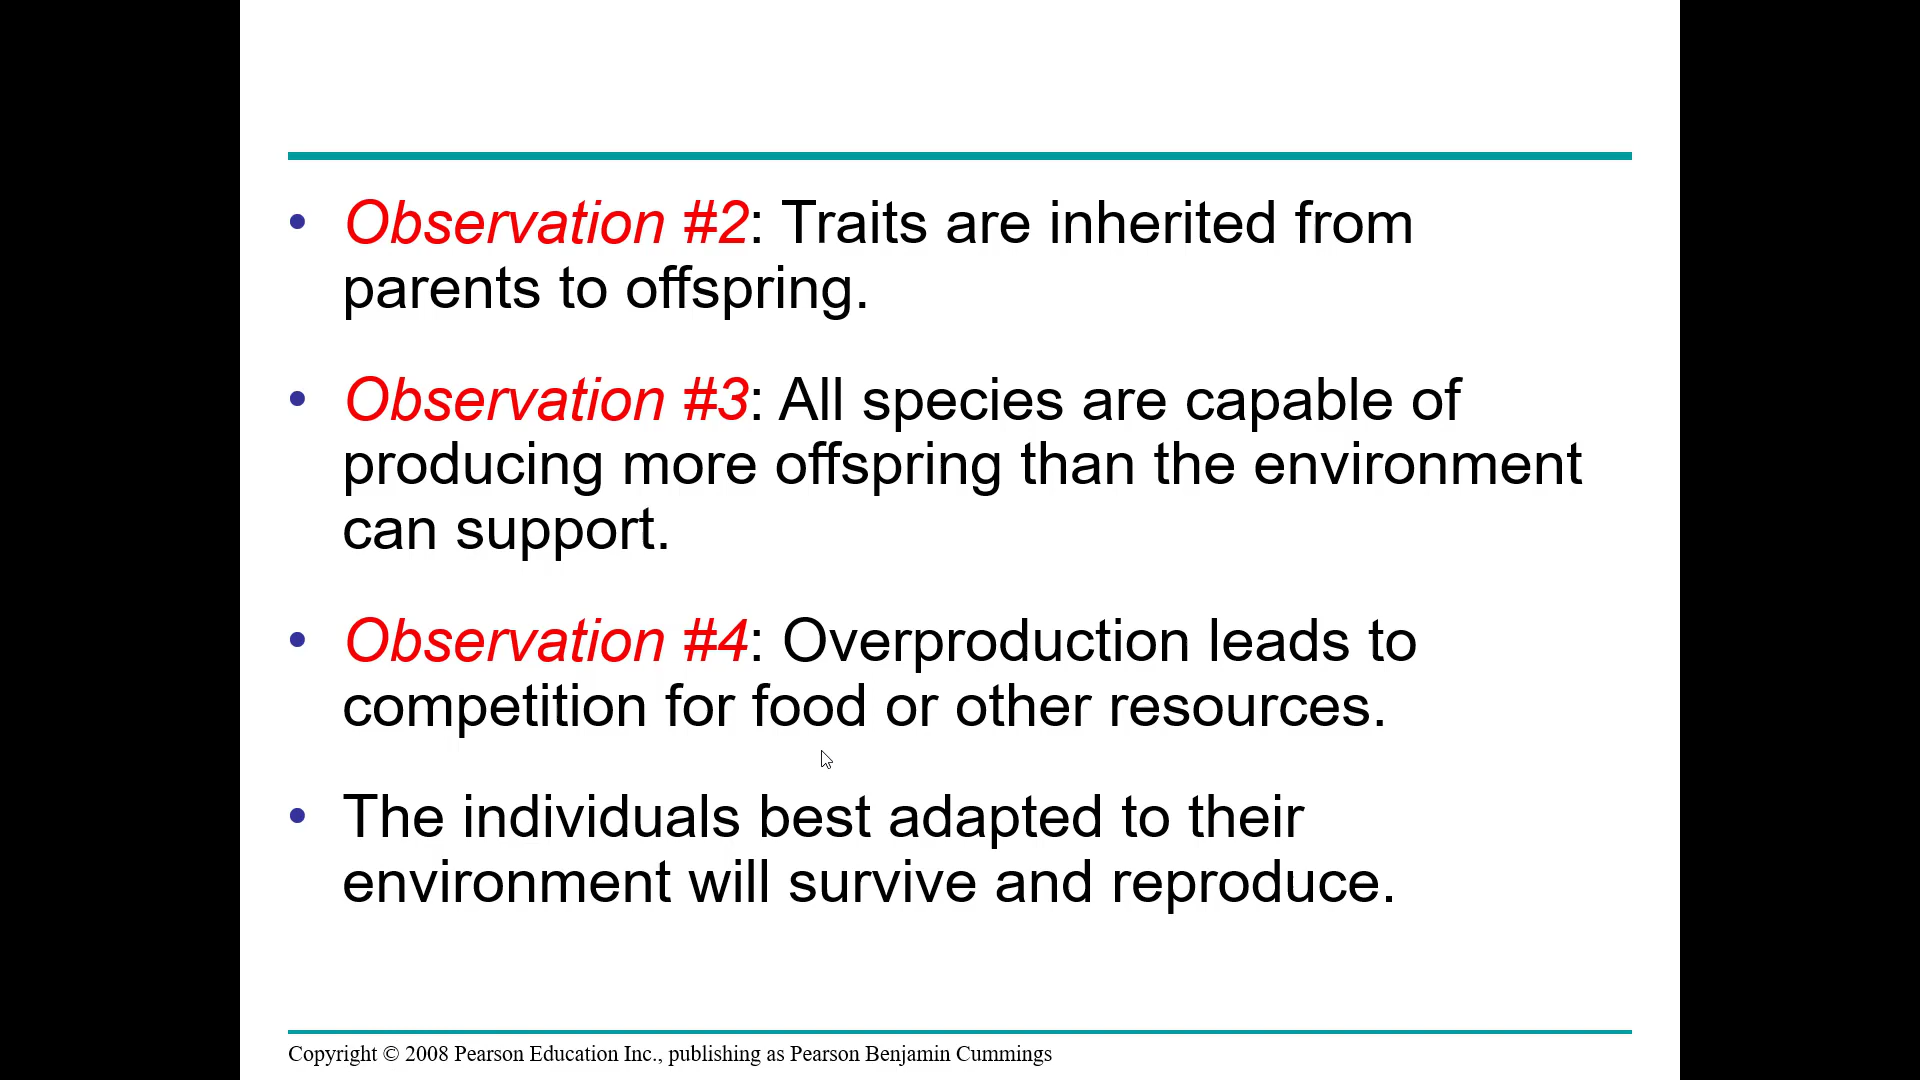 • Observation #2: Traits are inherited from
parents to offspring.
• Observation #3: All species are capable of
producing more offspring than the environment
can support.
• Observation #4: Overproduction leads to
competition for food or other resources.
• The individuals best adapted to their
environment will survive and reproduce.
Copyright © 2008 Pearson Education Inc., publishing as Pearson Benjamin Cummings